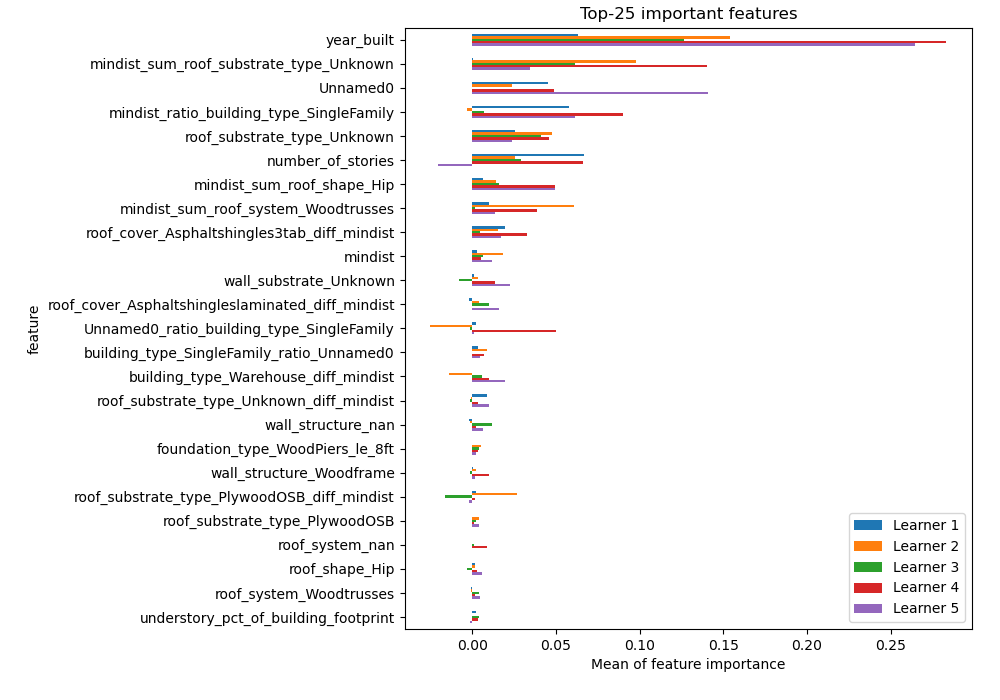 Top-25 important features
year_built
mindist_sum_roof_substrate_type_Unknown
Unnamed0
mindist_ratio_building_type_SingleFamily
roof_substrate_type_Unknown
number_of_stories
mindist_sum_roof_shape_Hip
mindist_sum_roof_system_Woodtrusses
roof_cover_Asphaltshingles3tab_diff_mindist
mindist
wall_substrate_Unknown
roof_cover_Asphaltshingleslaminated_diff_mindist
Unnamed0_ratio_building_type_SingleFamily
building_type_SingleFamily_ratio_Unnamed0
building_type_Warehouse_diff_mindist
roof_substrate_type_Unknown_diff_mindist
wall_structure_nan
foundation_type_WoodPiers_le_8ft
wall_structure_Woodframe
roof_substrate_type_PlywoodOSB_diff_mindist
roof_substrate_type_PlywoodOSB
roof_system_nan
roof_shape_Hip
roof_system_Woodtrusses
understory_pct_of_building_footprint
feature
Learner 1
Learner 2
Learner 3
Learner 4
Learner 5
0.00 0.05 0.10 0.15 0.20 0.25
Mean of feature importance